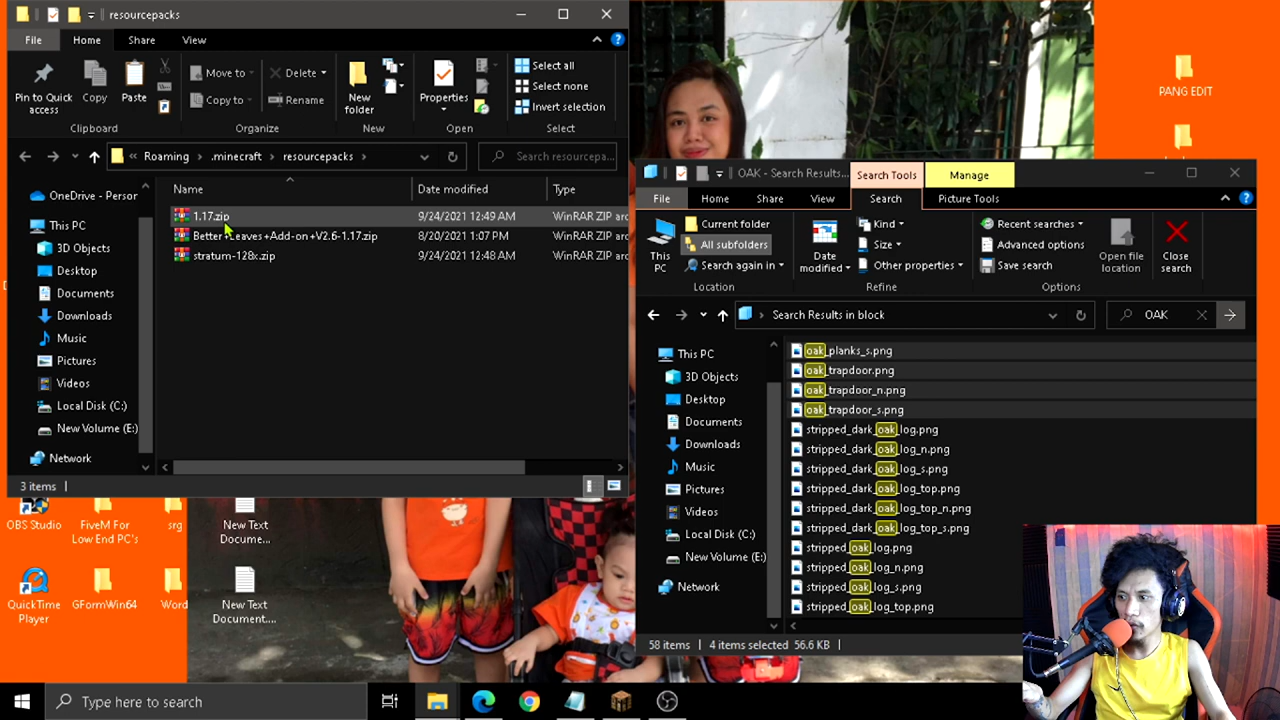 resourcepacks
File
Home
Share
View
Pin to Quick
access
Copy
Paste
Move to
Copy to
Delete
Rename
New
folder
Properties
Select all
Select none
Invert selection
Clipboard
Organize
New
Open
Select
Roaming
.minecraft
resourcepacks
Search resourcepa...
OneDrive - Person
This PC
3D Objects
Desktop
Documents
Downloads
Music
Pictures
Videos
Local Disk (C:)
New Volume (E:)
Network
Name
Date modified
Type
1.17.zip
9/24/2021 12:49 AM
WinRAR ZIP arc
Better+Leaves+Add-on+V2.6-1.17.zip
8/20/2021 1:07 PM
WinRAR ZIP arc
stratum-128x.zip
9/24/2021 12:48 AM
WinRAR ZIP arc
3 items
PANG EDIT
OAK - Search Results...
Search Tools
Manage
File
Home
Share
View
Search
Picture Tools
This
PC
Current folder
All subfolders
Search again in
Date
modified
Kind
Size
Other properties
Recent searches
Advanced options
Save search
Open file
location
Close
search
Location
Refine
Options
Search Results in block
OAK
This PC
3D Objects
Desktop
Documents
Downloads
Music
Pictures
Videos
Local Disk (C:)
New Volume (E:)
Network
oak_planks_s.png
oak_trapdoor.png
oak_trapdoor_n.png
oak_trapdoor_s.png
stripped_dark_oak_log.png
stripped_dark_oak_log_n.png
stripped_dark_oak_log_s.png
stripped_dark_oak_log_top.png
stripped_dark_oak_log_top_n.png
stripped_dark_oak_log_top_s.png
stripped_oak_log.png
stripped_oak_log_n.png
stripped_oak_log_s.png
stripped_oak_log_top.png
58 items
4 items selected 56.6 KB
OBS Studio
FiveM For
Low End PC's
srg
New Text
Docume...
QuickTime
Player
GFormWin64
Word
New Text
Document....
Type here to search